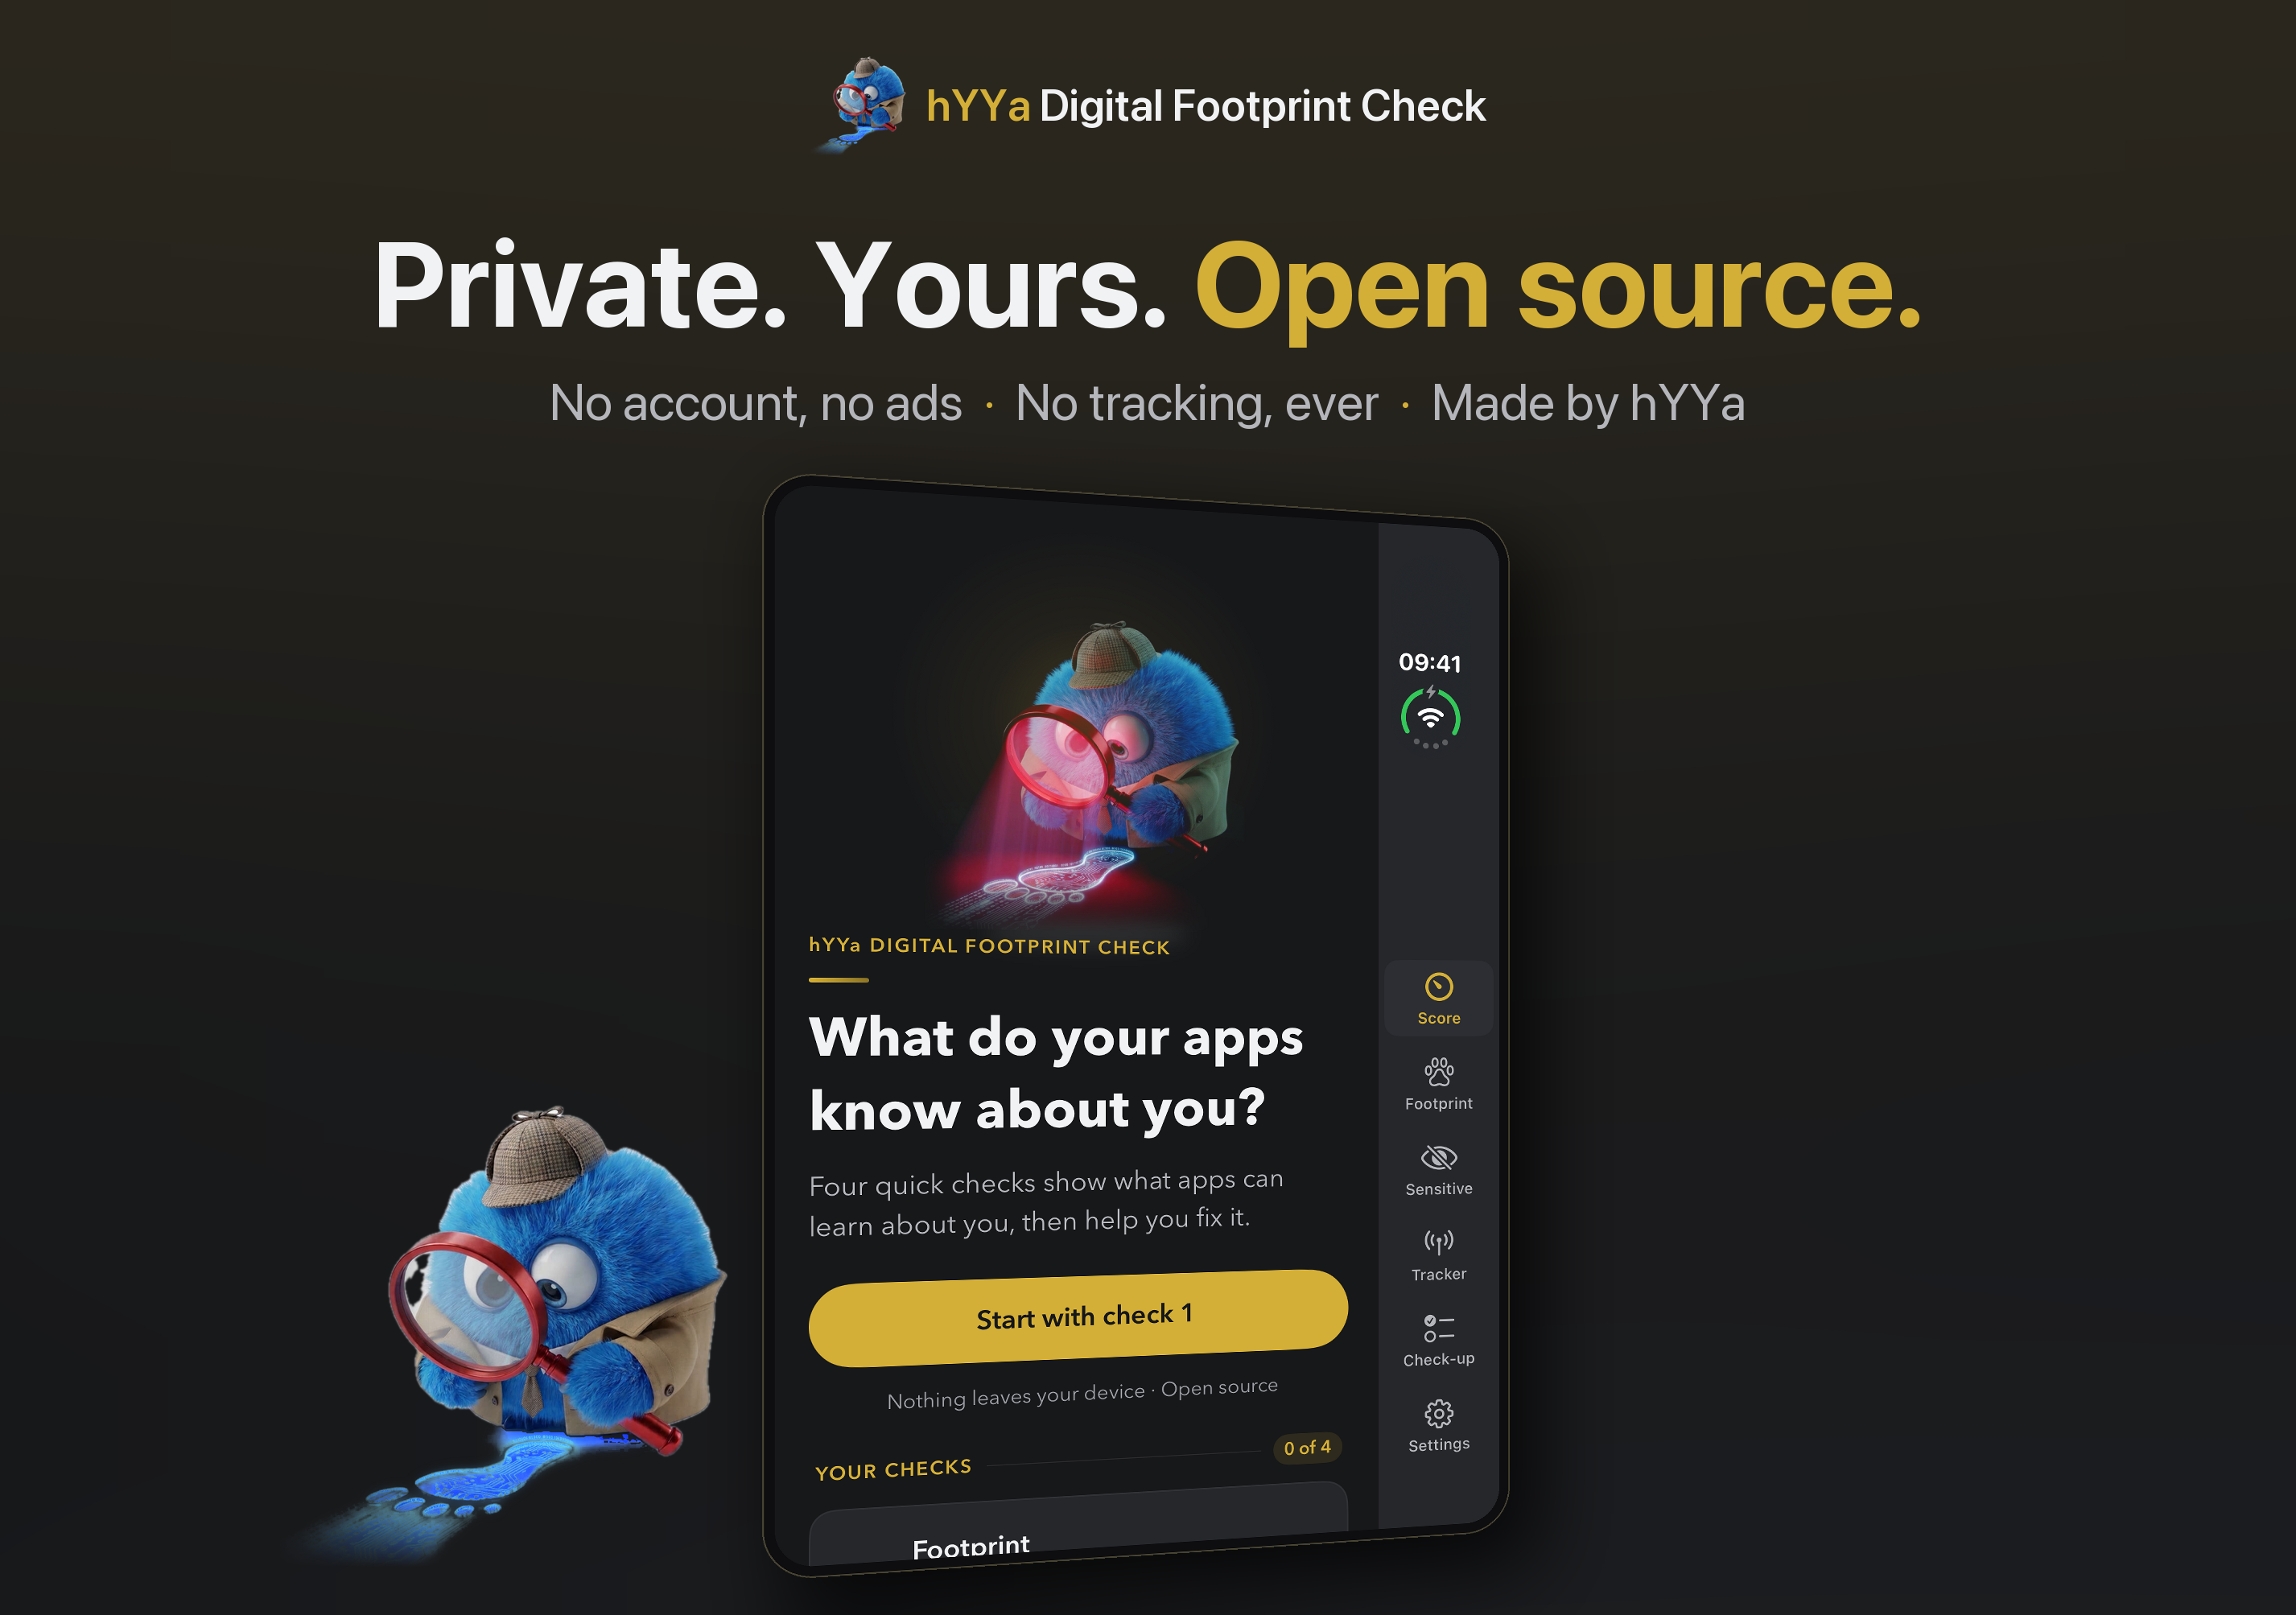 hYYa Digital Footprint Check
Private. Yours. Open source.
No account, no ads · No tracking, ever · Made by hYYa
09:41
hYYa DIGITAL FOOTPRINT CHECK
What do your apps
know about you?
Four quick checks show what apps can
learn about you, then help you fix it.
Start with check 1
Nothing leaves your device · Open source
YOUR CHECKS
0 of 4
Footprint
Score
Footprint
Sensitive
Tracker
Check-up
Settings